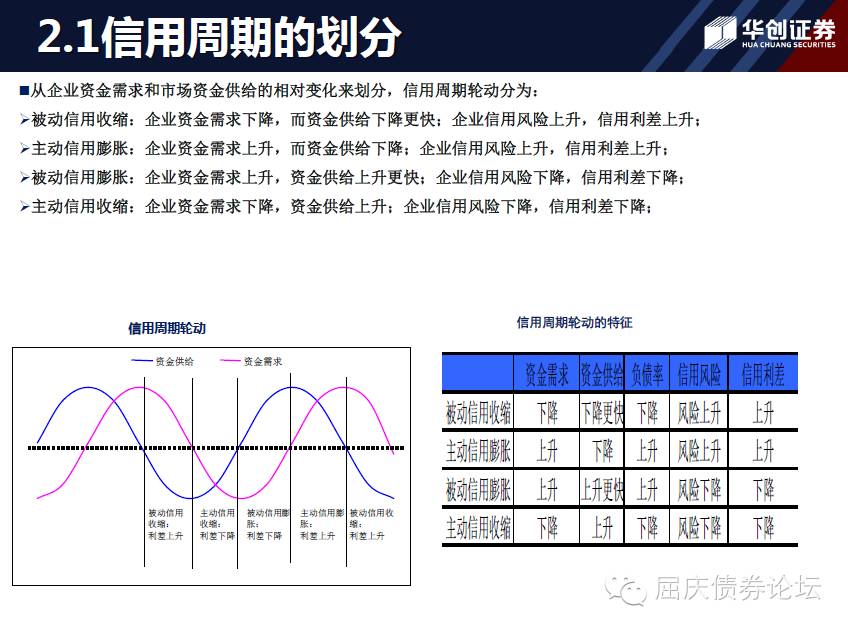 2.1信用周期的划分
华创证券
HUA CHUANG SECURITIES
■从企业资金需求和市场资金供给的相对变化来划分，信用周期轮动分为：
➢被动信用收缩：企业资金需求下降，而资金供给下降更快；企业信用风险上升，信用利差上升；
➢主动信用膨胀：企业资金需求上升，而资金供给下降；企业信用风险上升，信用利差上升；
➢被动信用膨胀：企业资金需求上升，资金供给上升更快；企业信用风险下降，信用利差下降；
➢主动信用收缩：企业资金需求下降，资金供给上升；企业信用风险下降，信用利差下降；
信用周期轮动
资金供给 资金需求
被动信用 主动信用 被动信用膨 主动信用膨 被动信用收
收缩： 收缩： 胀： 胀： 缩：
利差上升 利差下降 利差下降 利差上升 利差上升
信用周期轮动的特征
资金需求 资金供给 负债率 信用风险 信用利差
被动信用收缩 下降 下降更快 下降 风险上升 上升
主动信用膨胀 上升 下降 上升 风险上升 上升
被动信用膨胀 上升 上升更快 上升 风险下降 下降
主动信用收缩 下降 上升 下降 风险下降 下降
屈庆债券论坛